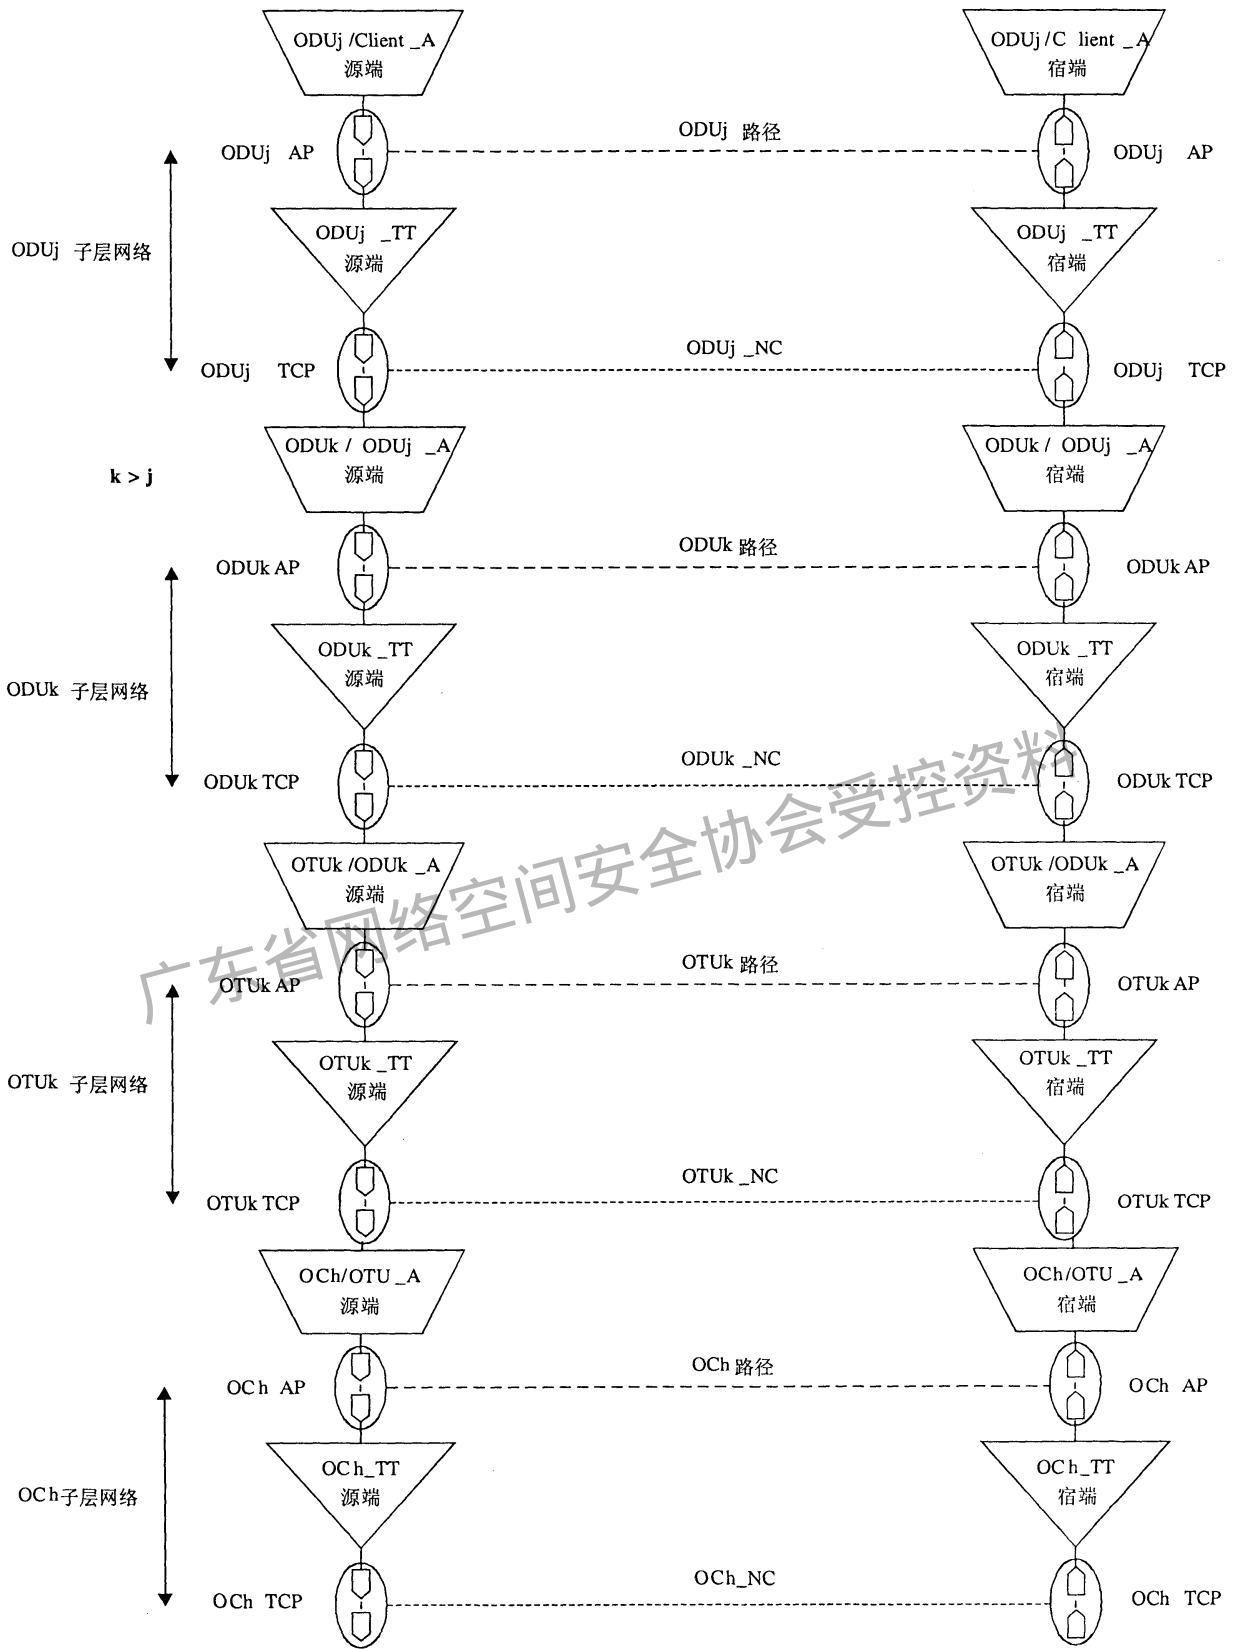 ODUj /Client _A
源端
ODUj /C lient _A
宿端
ODUj 路径
ODUj AP
ODUj AP
ODUj _TT
源端
ODUj _TT
宿端
ODUj 子层网络
ODUj _NC
ODUj TCP
ODUj TCP
ODUk / ODUj _A
源端
ODUk / ODUj _A
宿端
k > j
ODUk 路径
ODUk AP
ODUk AP
ODUk _TT
源端
ODUk _TT
宿端
ODUk 子层网络
ODUk _NC
ODUk TCP
ODUk TCP
OTUk /ODUk _A
源端
OTUk /ODUk _A
宿端
广东省网络空间安全协会受控资料
OTUk 路径
OTUk AP
OTUk AP
OTUk _TT
源端
OTUk _TT
宿端
OTUk 子层网络
OTUk _NC
OTUk TCP
OTUk TCP
OCh/OTU _A
源端
OCh/OTU _A
宿端
OCh 路径
OCh AP
OCh AP
OCh_TT
源端
OCh_TT
宿端
OCh子层网络
OCh_NC
OCh TCP
OCh TCP